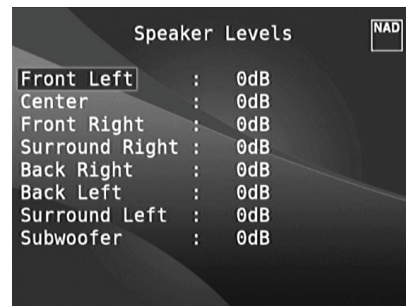 Speaker Levels
NAD
Front Left : 0dB
Center : 0dB
Front Right : 0dB
Surround Right : 0dB
Back Right : 0dB
Back Left : 0dB
Surround Left : 0dB
Subwoofer : 0dB